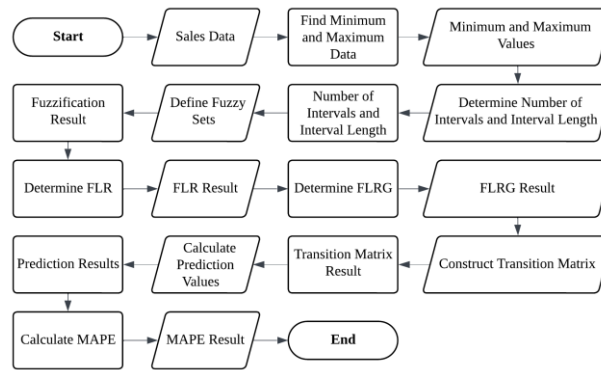 Start
Sales Data
Find Minimum
and Maximum
Data
Minimum and Maximum
Values
Fuzzification
Result
Define Fuzzy
Sets
Number of
Intervals and
Interval Length
Determine Number of
Intervals and Interval Length
Determine FLR
FLR Result
Determine FLRG
FLRG Result
Prediction Results
Calculate
Prediction
Values
Transition Matrix
Result
Construct Transition Matrix
Calculate MAPE
MAPE Result
End